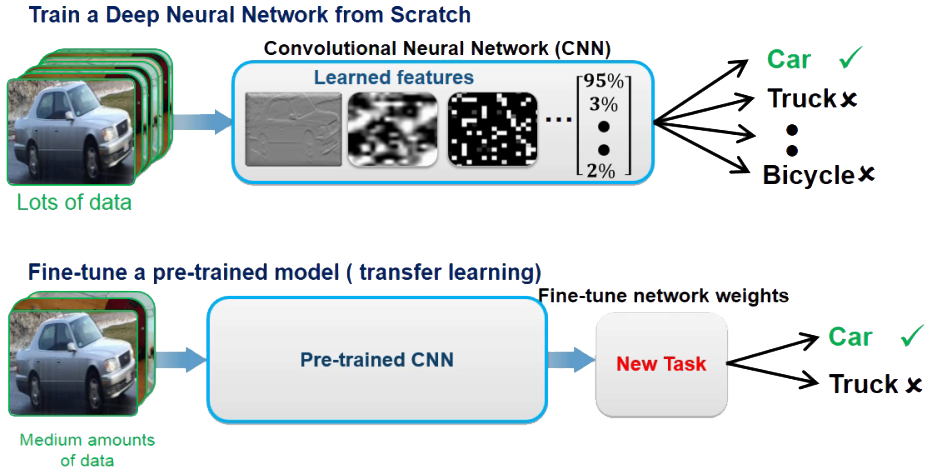 Train a Deep Neural Network from Scratch
Convolutional Neural Network (CNN)
Learned features
95%
3%
2%
...
Car ✓
Truck ✘
Bicycle ✘
Lots of data
Fine-tune a pre-trained model ( transfer learning)
Fine-tune network weights
Pre-trained CNN
New Task
Car ✓
Truck ✘
Medium amounts
of data